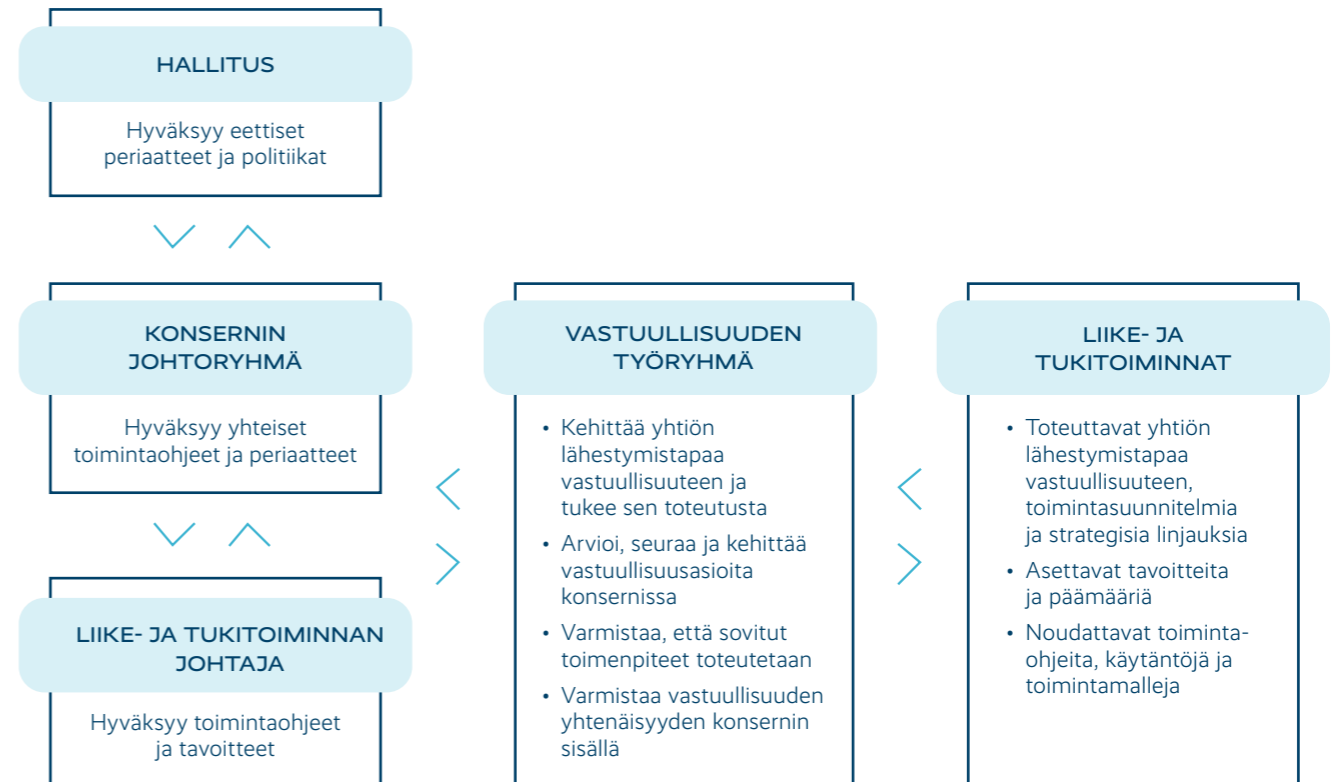 HALLITUS
Hyväksyy eettiset
periaatteet ja politiikat
KONSERNIN
JOHTORYHMÄ
Hyväksyy yhteiset
toimintaohjeet ja periaatteet
LIIKE- JA TUKITOIMINNAN
JOHTAJA
Hyväksyy toimintaohjeet
ja tavoitteet
VASTUULLISUUDEN
TYÖRYHMÄ
• Kehittää yhtiön
lähestymistapaa
vastuullisuuteen ja
tukee sen toteutusta
• Arvioi, seuraa ja kehittää
vastuullisuusasioita
konsernissa
• Varmistaa, että sovitut
toimenpiteet toteutetaan
• Varmistaa vastuullisuuden
yhtenäisyyden konsernin
sisällä
LIIKE- JA
TUKITOIMINNAT
• Toteuttavat yhtiön
lähestymistapaa
vastuullisuuteen,
toimintasuunnitelmia
ja strategisia linjauksia
• Asettavat tavoitteita
ja päämääriä
• Noudattavat toiminta-
ohjeita, käytäntöjä ja
toimintamalleja